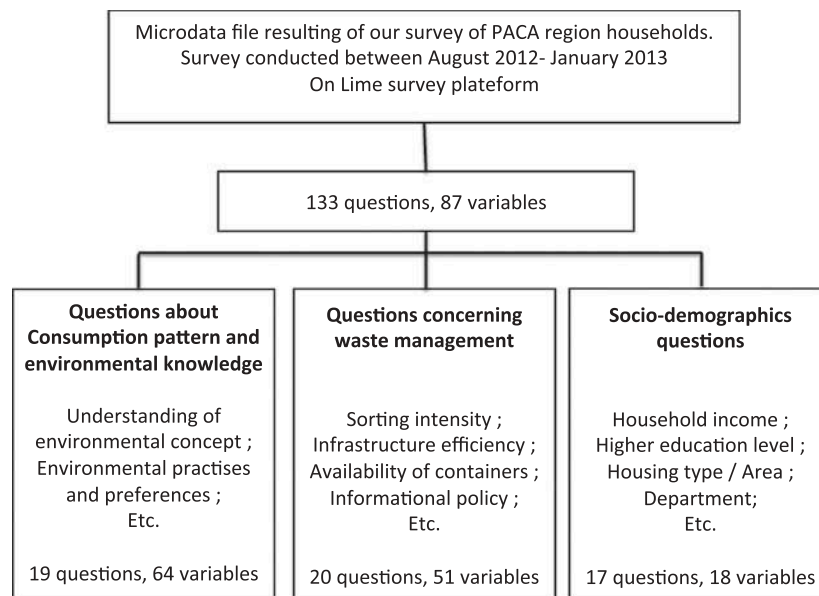 Microdata file resulting of our survey of PACA region households.
Survey conducted between August 2012- January 2013
On Lime survey plateform
133 questions, 87 variables
Questions about
Consumption pattern and
environmental knowledge
Understanding of
environmental concept ;
Environmental practises
and preferences ;
Etc.
19 questions, 64 variables
Questions concerning
waste management
Sorting intensity ;
Infrastructure efficiency ;
Availability of containers ;
Informational policy ;
Etc.
20 questions, 51 variables
Socio-demographics
questions
Household income ;
Higher education level ;
Housing type / Area ;
Department;
Etc.
17 questions, 18 variables